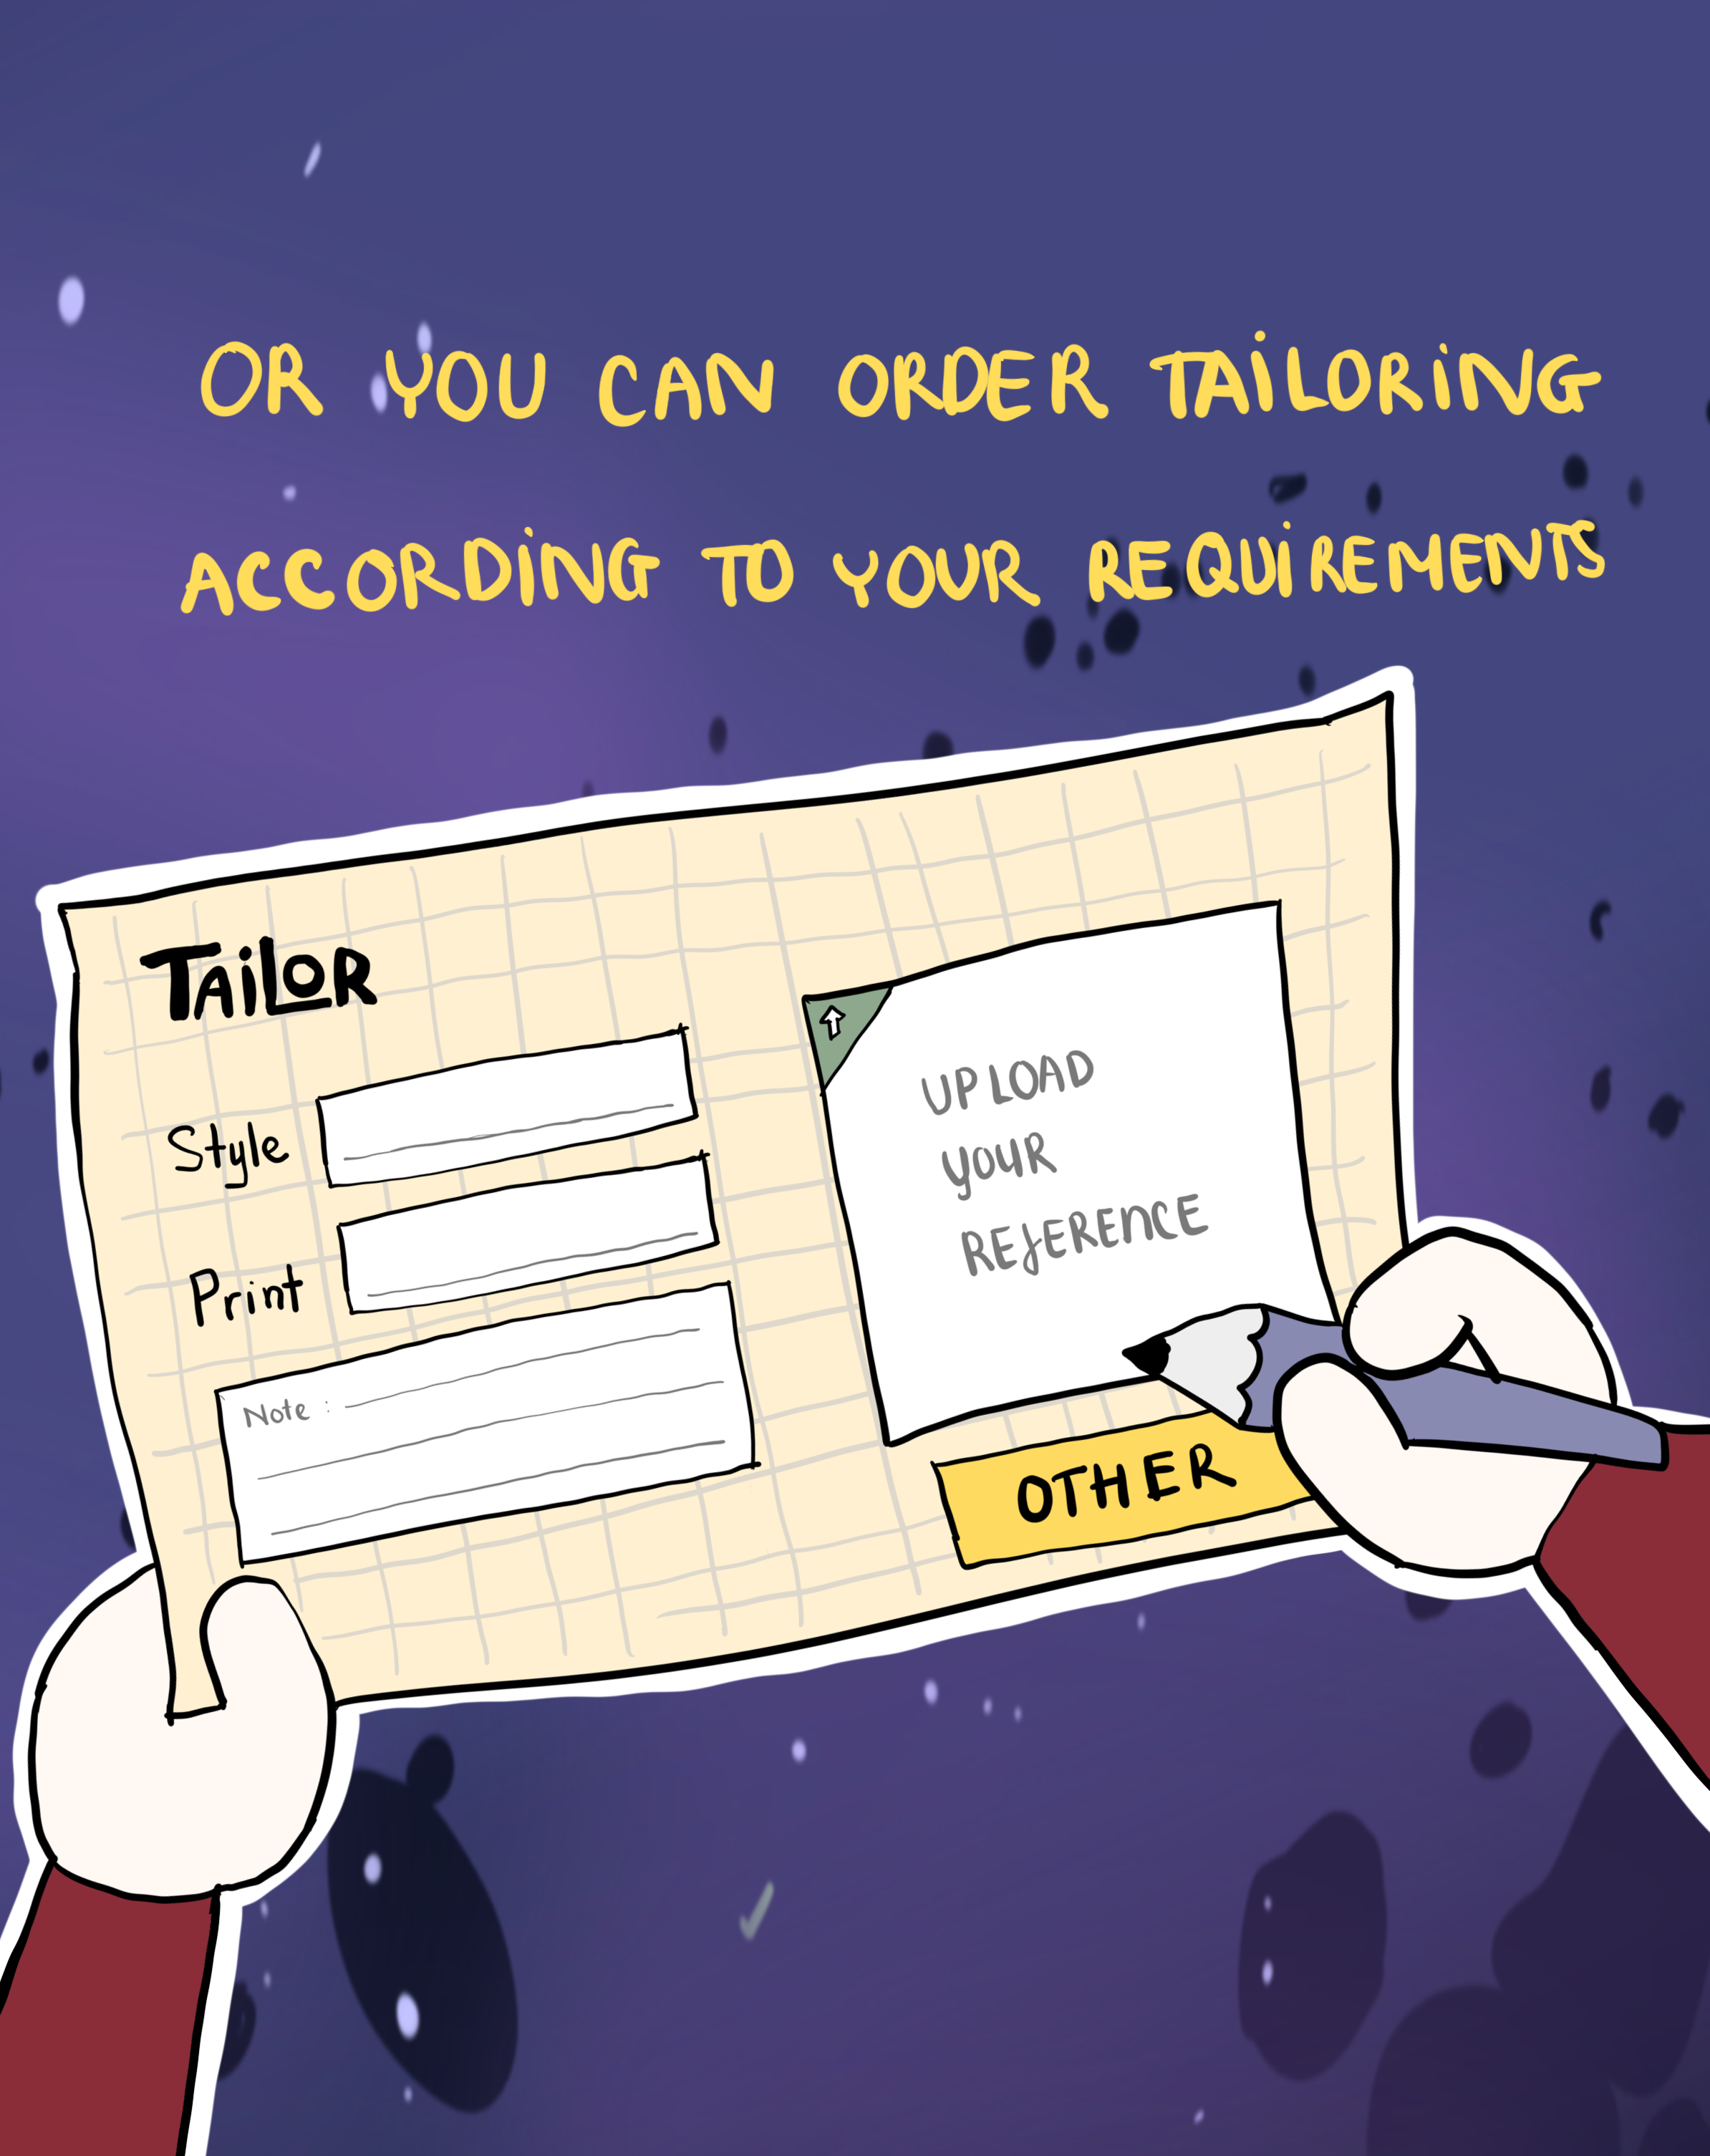 OR YOU CAN ORDER TAiLORiNG
ACCORDiNG TO YOUR REQUiREMENTS
TAiLOR
Style
Print
Note :
UPLOAD
YOUR
REFERENCE
OTHER